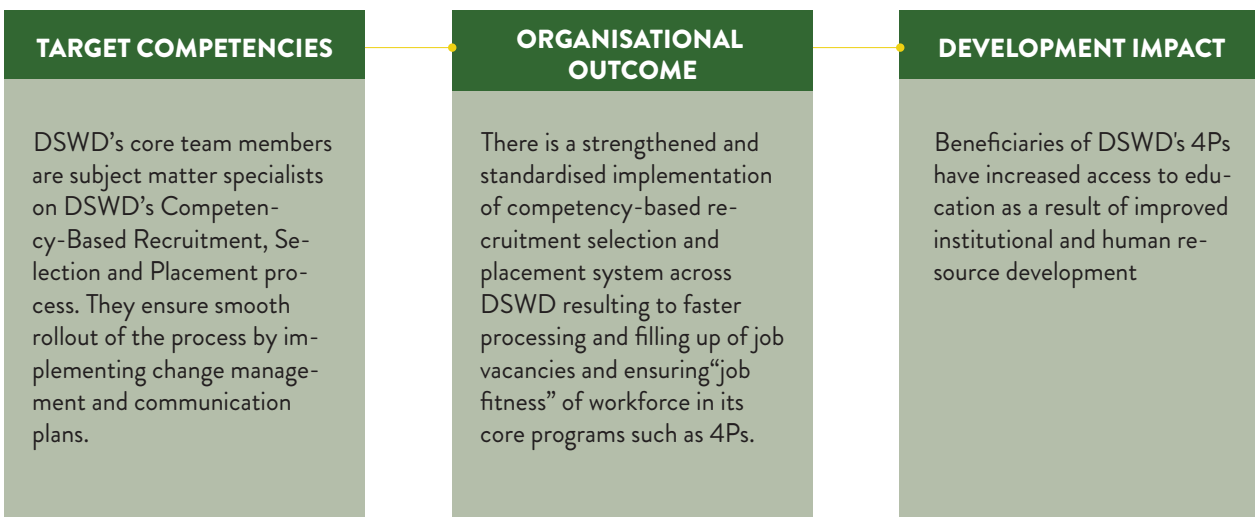 TARGET COMPETENCIES
DSWD’s core team members
are subject matter specialists
on DSWD’s Competen-
cy-Based Recruitment, Se-
lection and Placement pro-
cess. They ensure smooth
rollout of the process by im-
plementing change manage-
ment and communication
plans.
ORGANISATIONAL
OUTCOME
There is a strengthened and
standardised implementation
of competency-based re-
cruitment selection and
placement system across
DSWD resulting to faster
processing and filling up of job
vacancies and ensuring“job
fitness” of workforce in its
core programs such as 4Ps.
DEVELOPMENT IMPACT
Beneficiaries of DSWD's 4Ps
have increased access to edu-
cation as a result of improved
institutional and human re-
source development